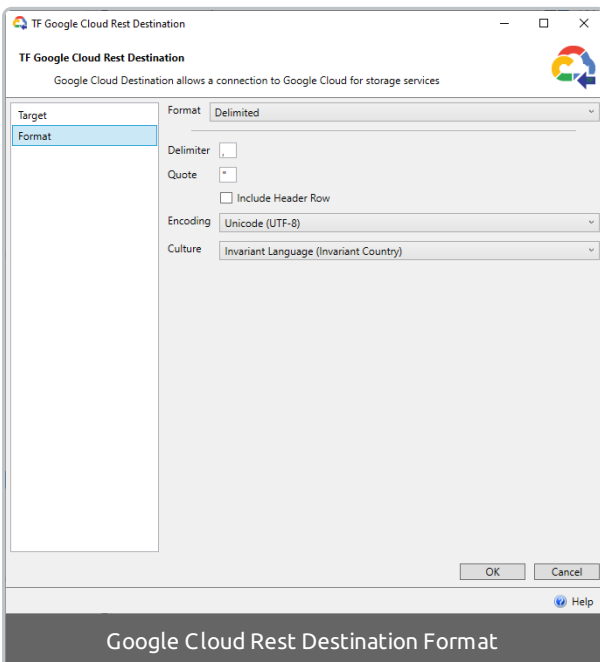 TF Google Cloud Rest Destination
TF Google Cloud Rest Destination
Google Cloud Destination allows a connection to Google Cloud for storage services
Target
Format
Format Delimited
Delimiter ,
Quote "
Include Header Row
Encoding Unicode (UTF-8)
Culture Invariant Language (Invariant Country)
OK Cancel
Help
Google Cloud Rest Destination Format